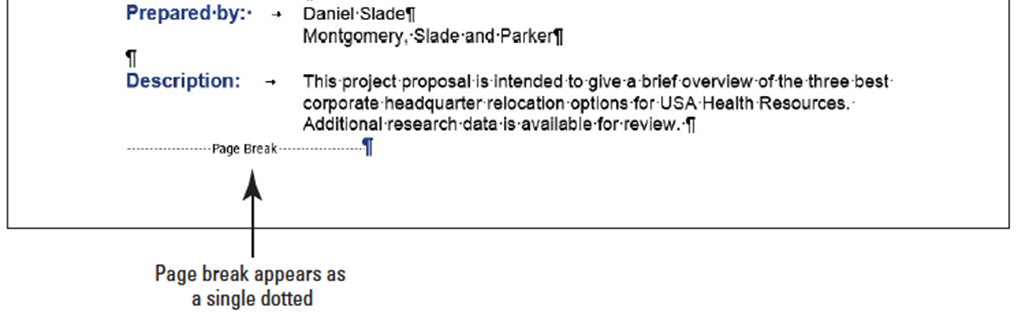 Prepared·by:· → Daniel·Slade¶
Montgomery,·Slade·and·Parker¶
¶
Description: → This·project·proposal·is·intended·to·give·a·brief·overview·of·the·three·best·
corporate·headquarter·relocation·options·for·USA·Health·Resources.·
Additional·research·data·is·available·for·review.·¶
Page Break¶
Page break appears as
a single dotted